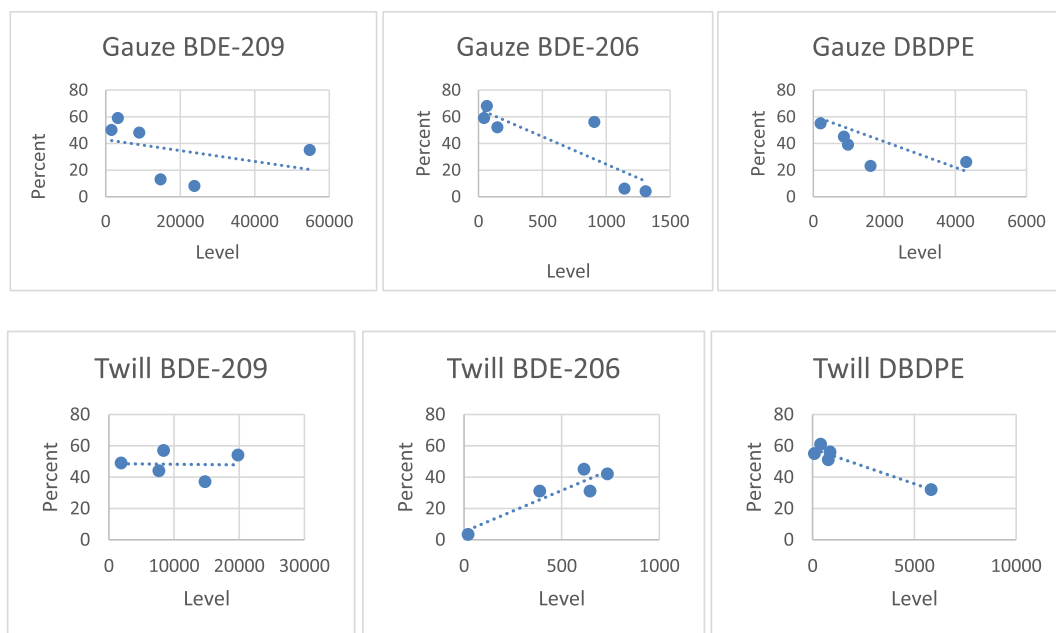 Gauze BDE-209
80
60
40
20
0
Percent
0 20000 40000 60000
Level
Gauze BDE-206
80
60
40
20
0
Percent
0 500 1000 1500
Level
Gauze DBDPE
80
60
40
20
0
Percent
0 2000 4000 6000
Level
Twill BDE-209
80
60
40
20
0
Percent
0 10000 20000 30000
Level
Twill BDE-206
80
60
40
20
0
Percent
0 500 1000
Level
Twill DBDPE
80
60
40
20
0
Percent
0 5000 10000
Level